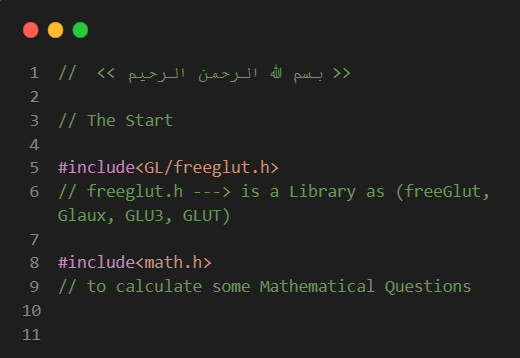 1 // << بسم الله الرحمن الرحيم >>
2
3 // The Start
4
5 #include<GL/freeglut.h>
6 // freeglut.h ---> is a Library as (freeGlut,
Glaux, GLU3, GLUT)
7
8 #include<math.h>
9 // to calculate some Mathematical Questions
10
11